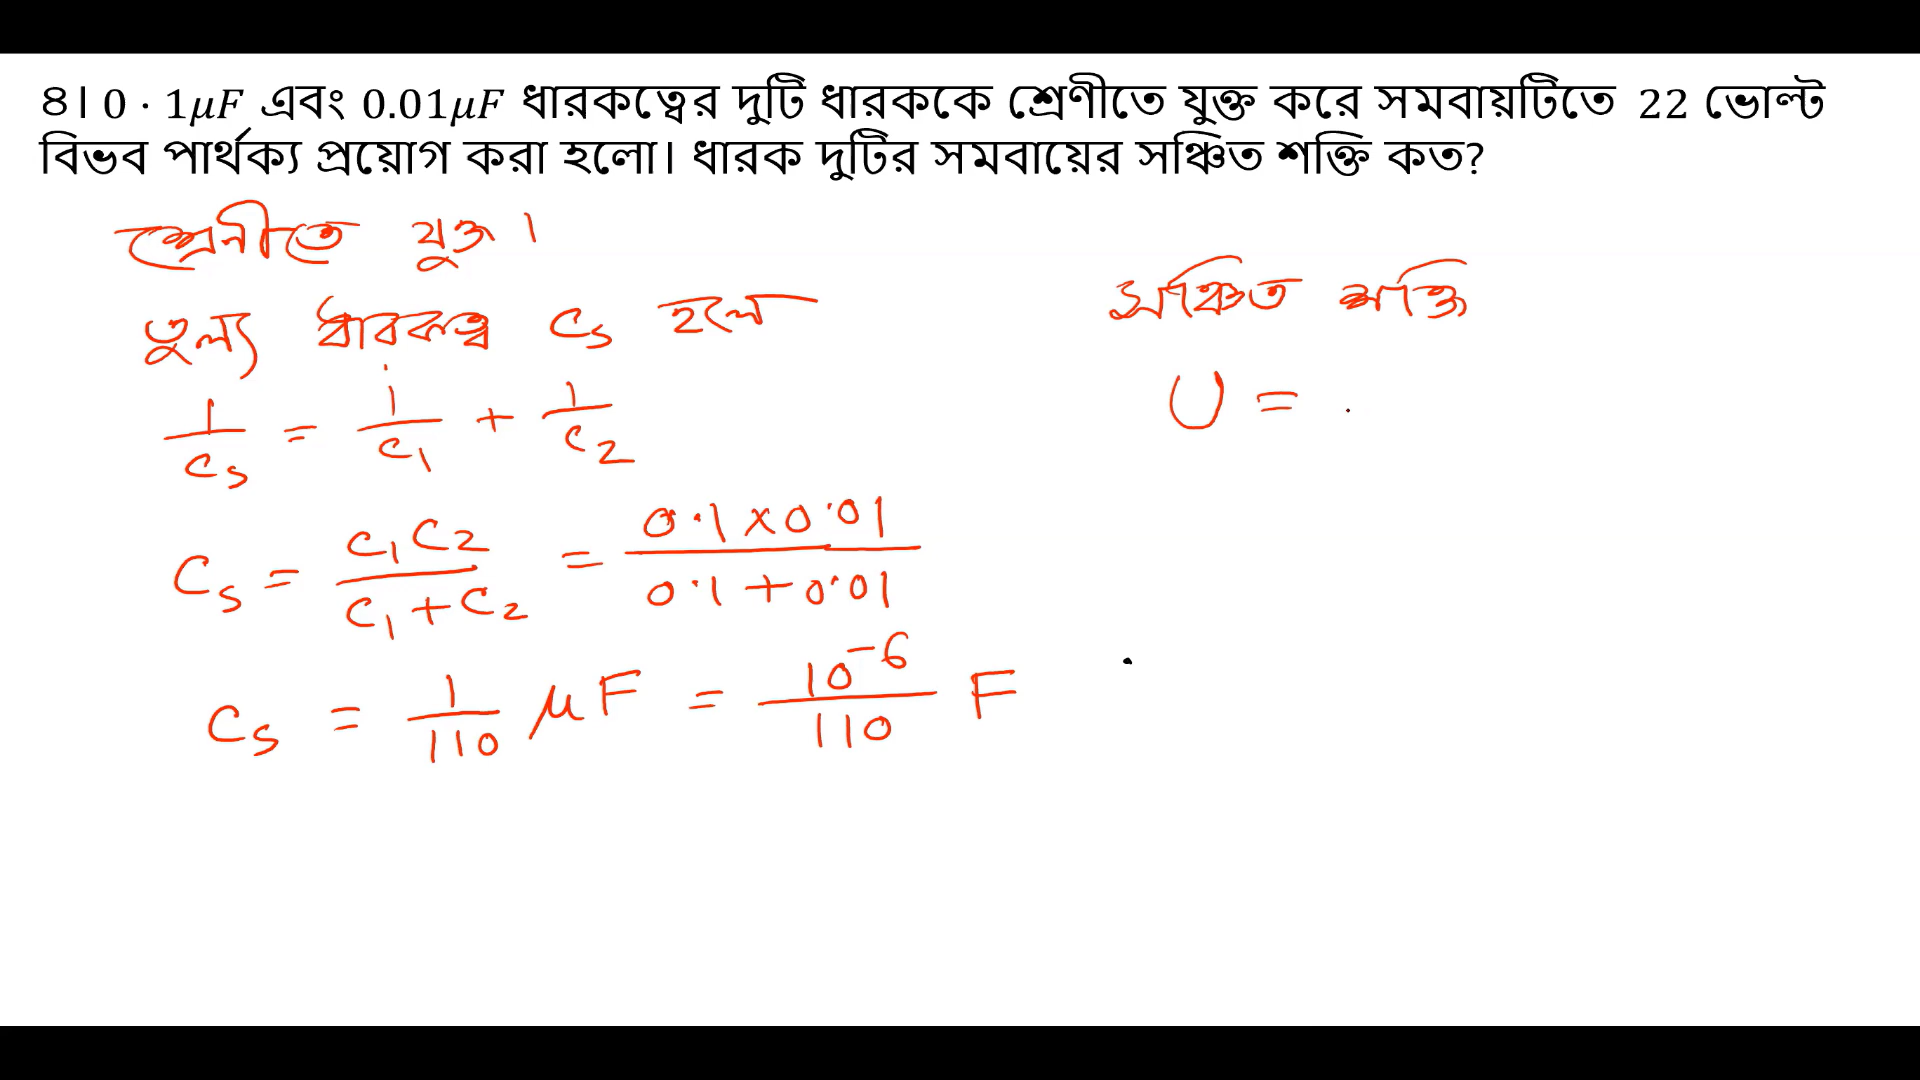 ৪। 0 · 1μF এবং 0.01μF ধারকত্বের দুটি ধারককে শ্রেণীতে যুক্ত করে সমবায়টিতে 22 ভোল্ট
বিভব পার্থক্য প্রয়োগ করা হলো। ধারক দুটির সমবায়ের সঞ্চিত শক্তি কত?
শ্রেনীতে যুক্ত।
তুল্য ধারকত্ব Cs হলে
1/Cs = 1/C1 + 1/C2
Cs = C1C2/C1+C2 = 0.1×0.01/0.1+0.01
Cs = 1/110 μF = 10^-6/110 F
সঞ্চিত শক্তি
U =